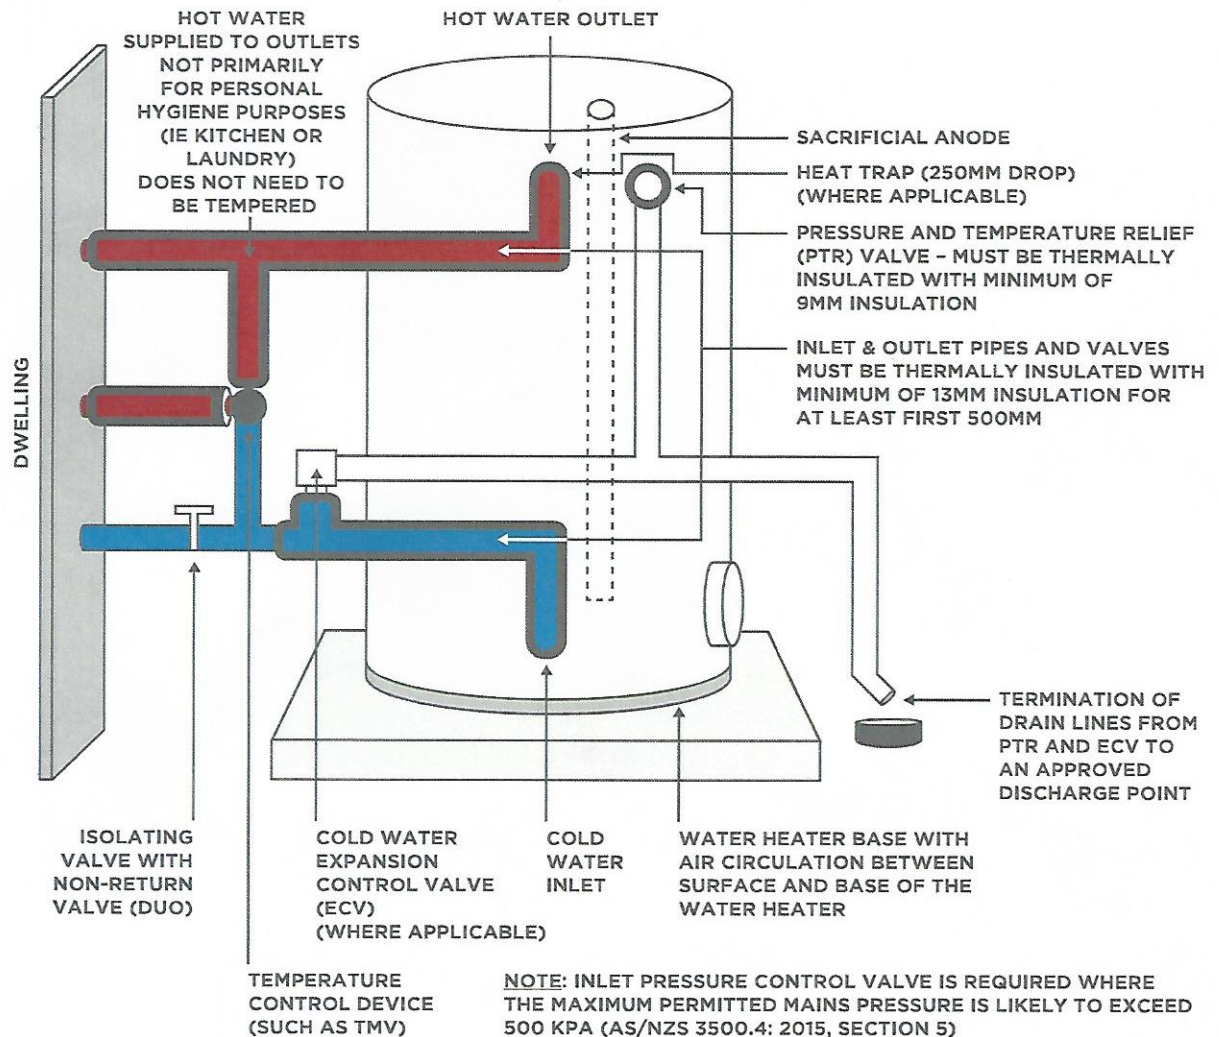 HOT WATER
SUPPLIED TO OUTLETS
NOT PRIMARILY
FOR PERSONAL
HYGIENE PURPOSES
(IE KITCHEN OR
LAUNDRY)
DOES NOT NEED TO
BE TEMPERED
HOT WATER OUTLET
SACRIFICIAL ANODE
HEAT TRAP (250MM DROP)
(WHERE APPLICABLE)
PRESSURE AND TEMPERATURE RELIEF
(PTR) VALVE – MUST BE THERMALLY
INSULATED WITH MINIMUM OF
9MM INSULATION
INLET & OUTLET PIPES AND VALVES
MUST BE THERMALLY INSULATED WITH
MINIMUM OF 13MM INSULATION FOR
AT LEAST FIRST 500MM
DWELLING
TERMINATION OF
DRAIN LINES FROM
PTR AND ECV TO
AN APPROVED
DISCHARGE POINT
ISOLATING
VALVE WITH
NON-RETURN
VALVE (DUO)
COLD WATER
EXPANSION
CONTROL VALVE
(ECV)
(WHERE APPLICABLE)
COLD
WATER
INLET
WATER HEATER BASE WITH
AIR CIRCULATION BETWEEN
SURFACE AND BASE OF THE
WATER HEATER
TEMPERATURE
CONTROL DEVICE
(SUCH AS TMV)
NOTE: INLET PRESSURE CONTROL VALVE IS REQUIRED WHERE
THE MAXIMUM PERMITTED MAINS PRESSURE IS LIKELY TO EXCEED
500 KPA (AS/NZS 3500.4: 2015, SECTION 5)